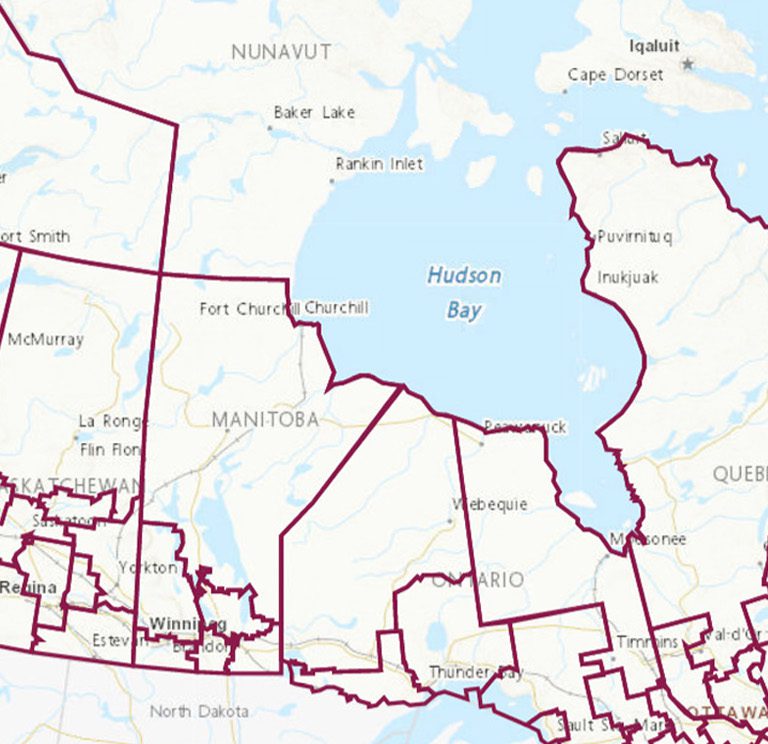 Iqaluit
NUNAVUT
Cape Dorset
Baker Lake
Salluit
Rankin Inlet
er
ort Smith
Puvirnituq
Hudson
Bay
Inukjuak
Fort Churchill
Churchill
McMurray
La Ronge
MANITOBA
Peawanuck
Flin Flon
SKATCHEWAN
QUEB
Webequie
Saskatoon
Moosonee
Yorkton
ONTARIO
Regina
Winnipeg
Estevan
Brandon
Timmins
Val-d'Or
Thunder Bay
North Dakota
OTTAWA
Sault Ste. Mar